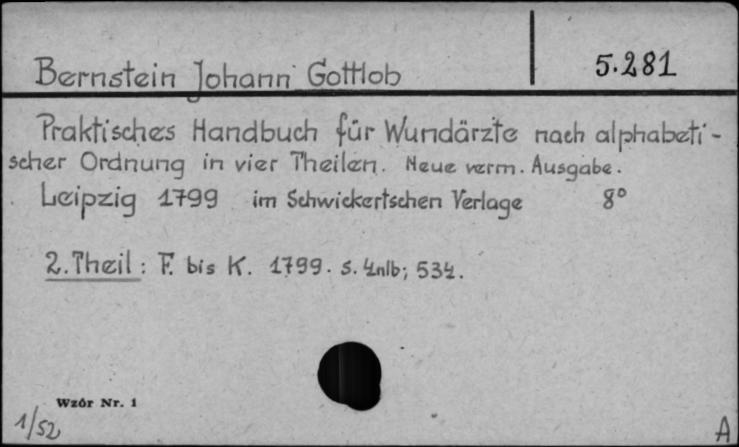 Bernstein Johann Gottlob
5.281
Praktisches Handbuch für Wundärzte nach alphabeti-
scher Ordnung in vier Theilen. Neue verm. Ausgabe.
Leipzig 1799 im Schwickertschen Verlage 8°
2. Theil: F. bis K. 1799. s. 4nlb; 534.
Wzór Nr. 1
1/52
A